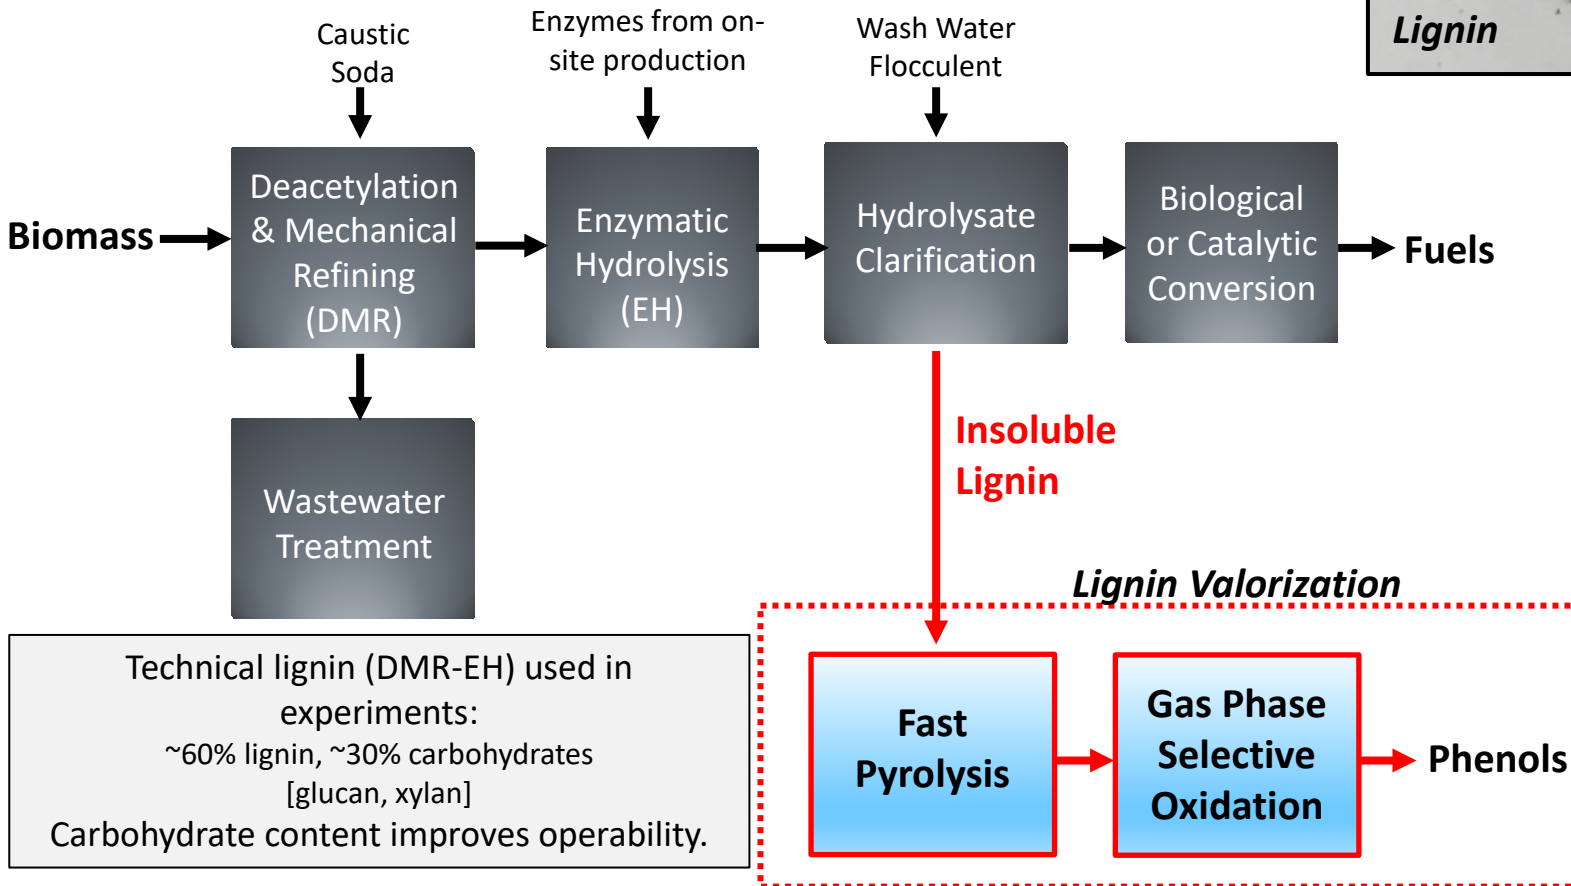 Caustic
Soda
Enzymes from on-
site production
Wash Water
Flocculent
Lignin
Biomass
Deacetylation
& Mechanical
Refining
(DMR)
Enzymatic
Hydrolysis
(EH)
Hydrolysate
Clarification
Biological
or Catalytic
Conversion
Fuels
Wastewater
Treatment
Insoluble
Lignin
Lignin Valorization
Technical lignin (DMR-EH) used in
experiments:
~60% lignin, ~30% carbohydrates
[glucan, xylan]
Carbohydrate content improves operability.
Fast
Pyrolysis
Gas Phase
Selective
Oxidation
Phenols